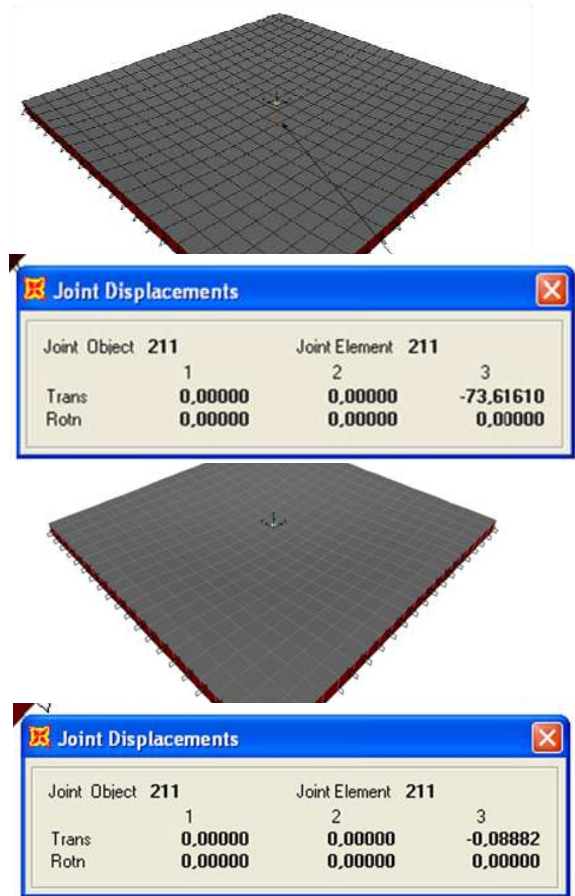 Joint Displacements
Joint Object 211 Joint Element 211
1 2 3
Trans 0,00000 0,00000 -73,61610
Rotn 0,00000 0,00000 0,00000
Joint Displacements
Joint Object 211 Joint Element 211
1 2 3
Trans 0,00000 0,00000 -0,08882
Rotn 0,00000 0,00000 0,00000